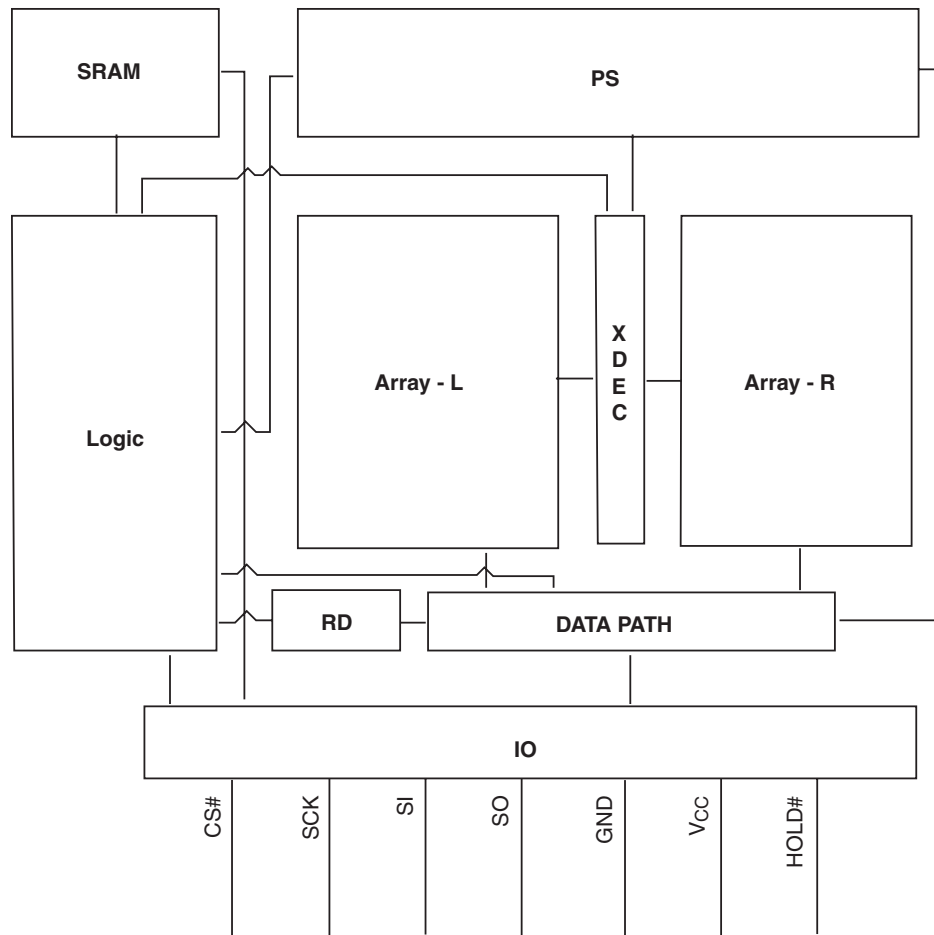 SRAM
PS
Logic
Array - L
X
D
E
C
Array - R
RD
DATA PATH
IO
CS#
SCK
SI
SO
GND
VCC
HOLD#